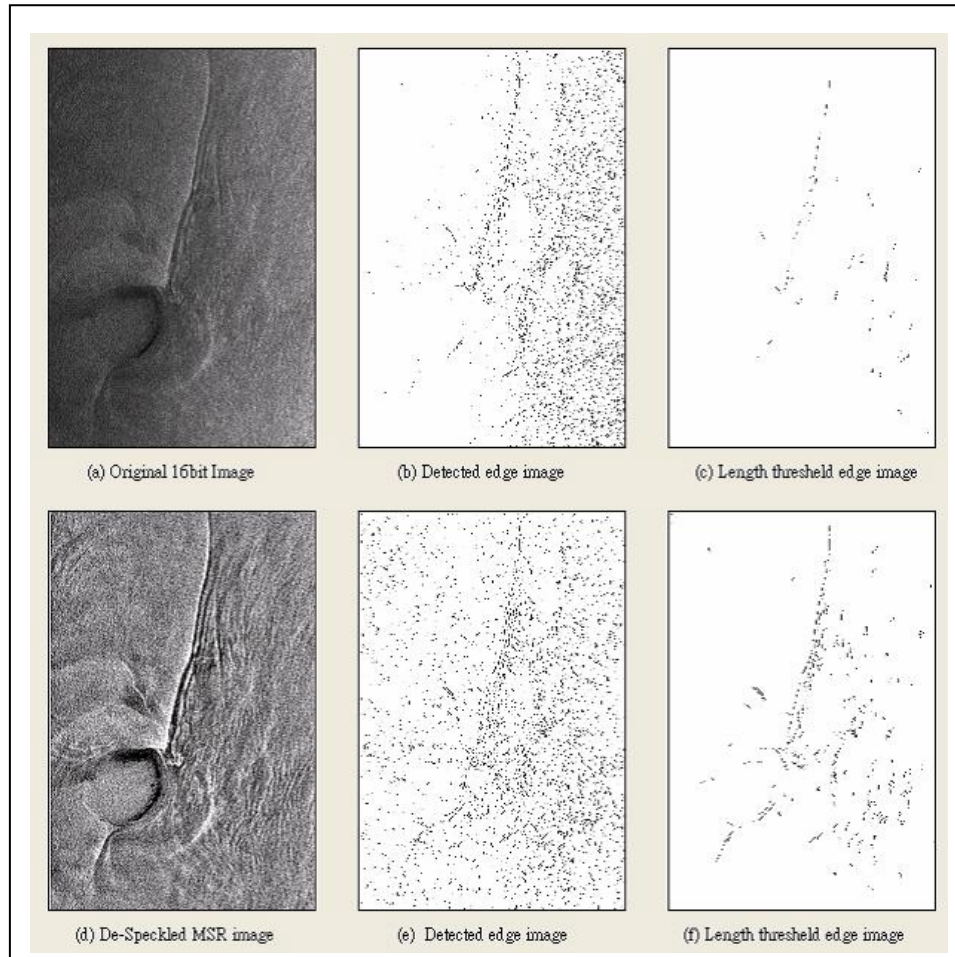 (a) Original 16bit Image
(b) Detected edge image
(c) Length thresheld edge image
(d) De-Speckled MSR image
(e) Detected edge image
(f) Length thresheld edge image